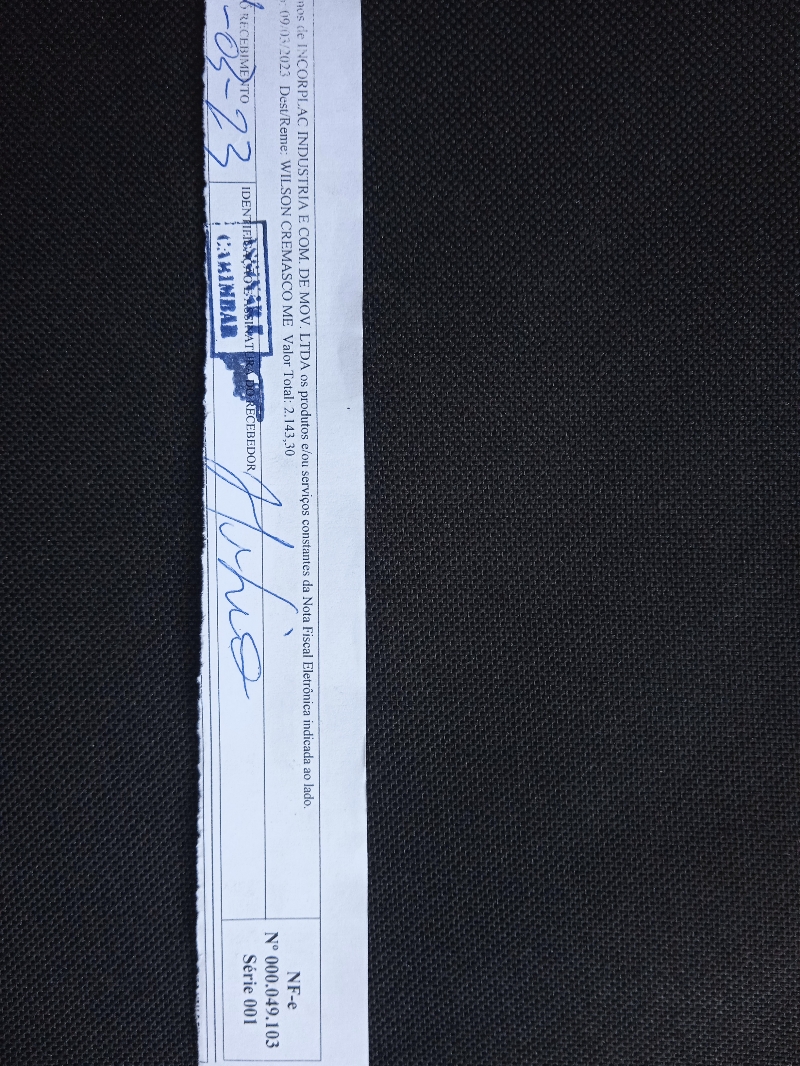 mos de INCORPLAC INDUSTRIA E COM. DE MOV. LTDA os produtos e/ou serviços constantes da Nota Fiscal Eletrônica indicada ao lado.
09/03/2023 Dest/Reme: WILSON CREMASCO ME Valor Total: 2.143,30
RECEBIMENTO
-03-23
IDENTIFICAÇÃO E ASSINATURA DO RECEBEDOR
CARIMBAR
NF-e
Nº 000.049.103
Série 001